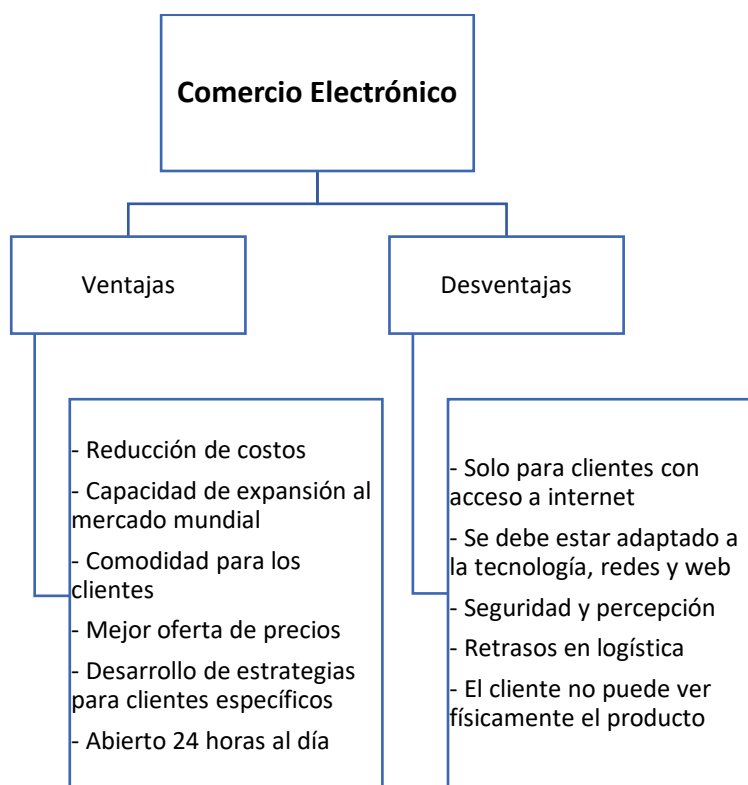 Comercio Electrónico
Ventajas
Desventajas
- Reducción de costos
- Capacidad de expansión al
mercado mundial
- Comodidad para los
clientes
- Mejor oferta de precios
- Desarrollo de estrategias
para clientes específicos
- Abierto 24 horas al día
- Solo para clientes con
acceso a internet
- Se debe estar adaptado a
la tecnología, redes y web
- Seguridad y percepción
- Retrasos en logística
- El cliente no puede ver
físicamente el producto